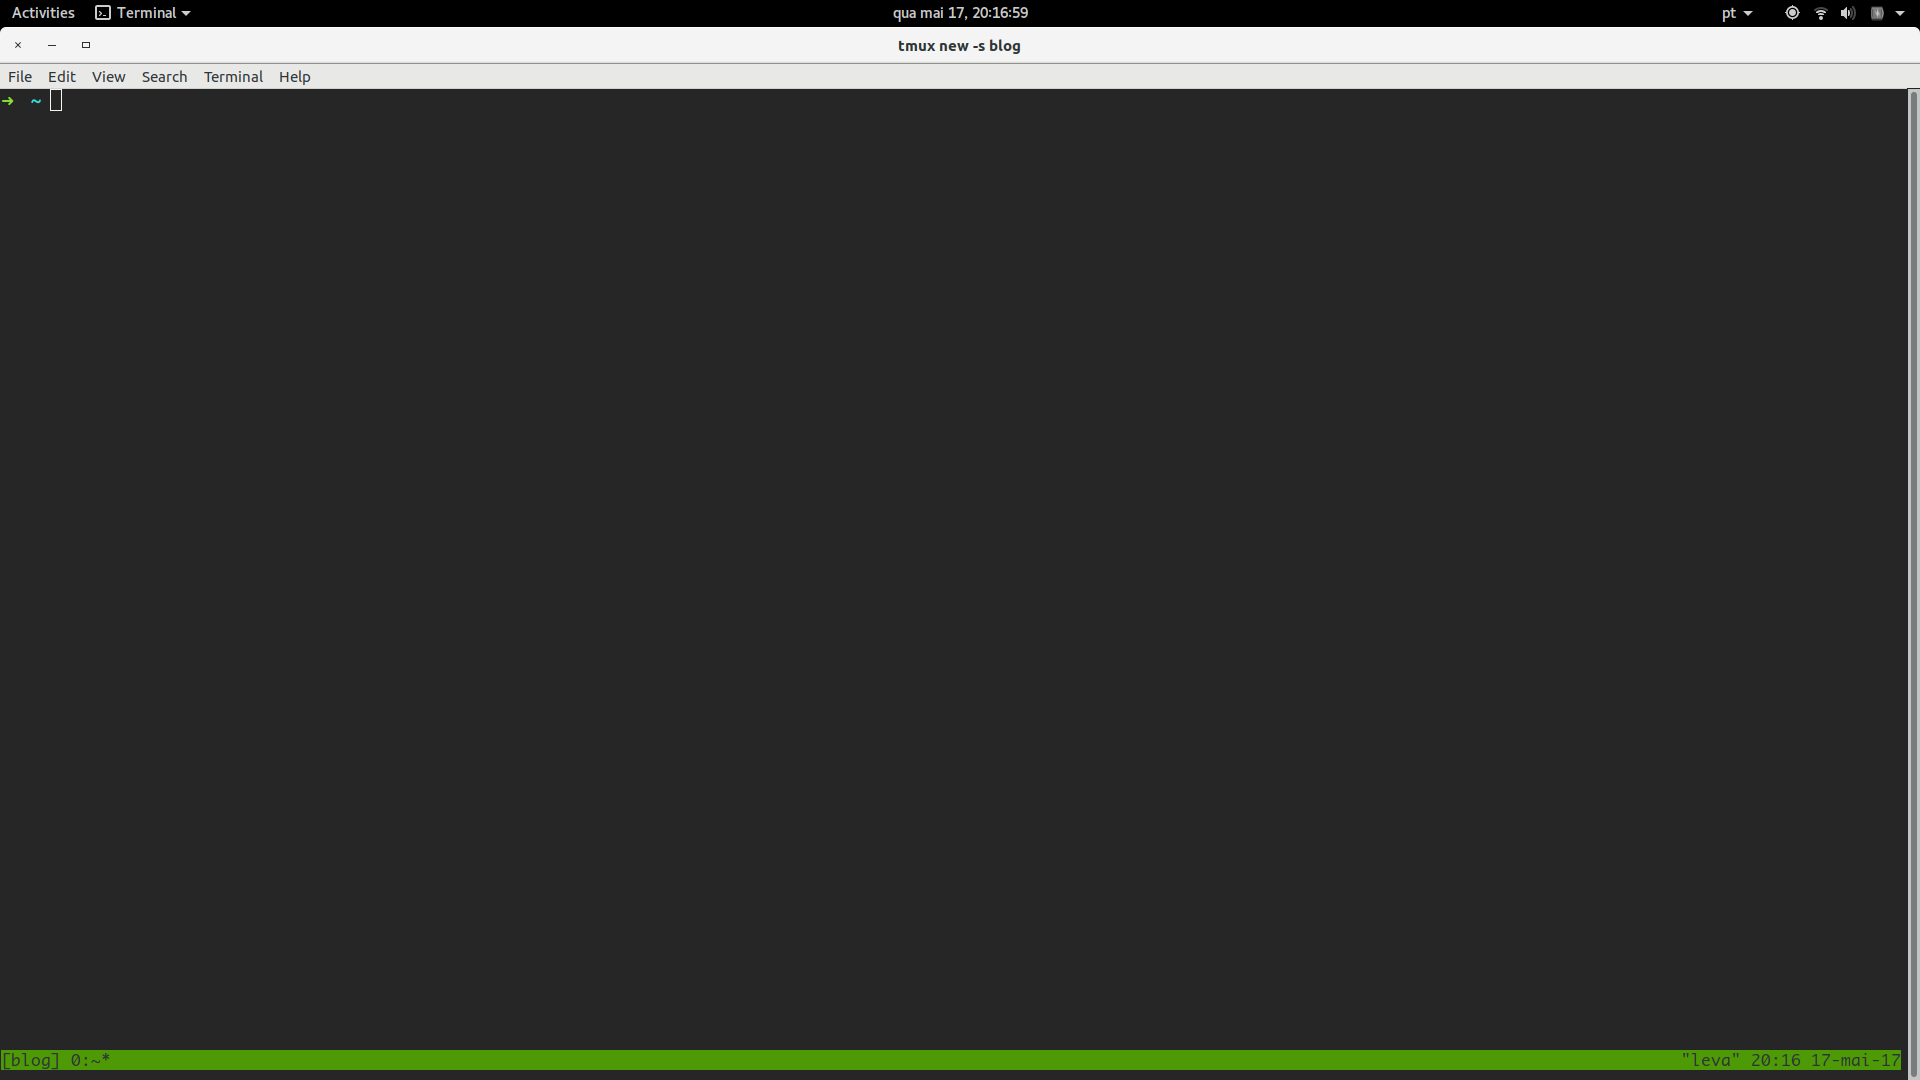 Activities Terminal qua mai 17, 20:16:59 pt
tmux new -s blog
File Edit View Search Terminal Help
➜ ~
[blog] 0:~* "leva" 20:16 17-mai-17